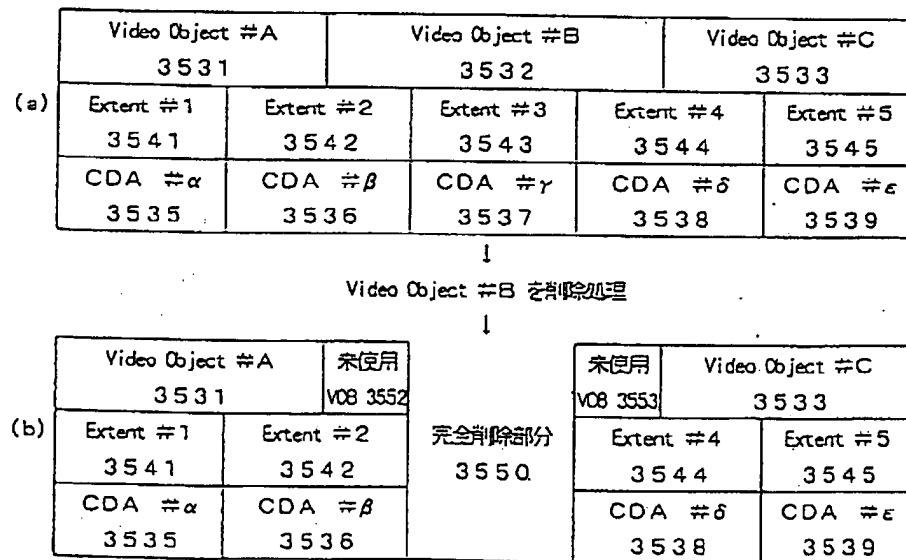 Video Object #A Video Object #B Video Object #C
3531 3532 3533
(a)
Extent #1 Extent #2 Extent #3 Extent #4 Extent #5
3541 3542 3543 3544 3545
CDA #α CDA #β CDA #γ CDA #δ CDA #ε
3535 3536 3537 3538 3539
↓
Video Object #B を削除処理
↓
Video Object #A 未使用 未使用 Video Object #C
3531 VOB 3552 VOB 3553 3533
(b)
Extent #1 Extent #2 完全削除部分 Extent #4 Extent #5
3541 3542 3550 3544 3545
CDA #α CDA #β CDA #δ CDA #ε
3535 3536 3538 3539